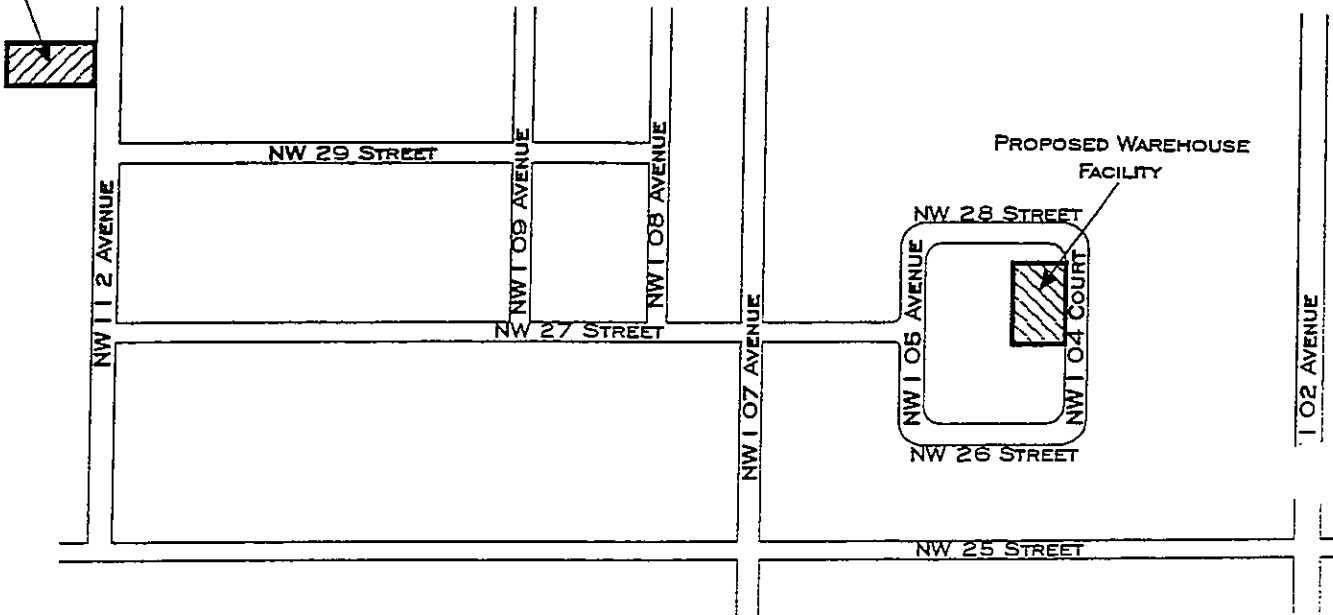 PROPOSED WAREHOUSE
FACILITY
NW 29 STREET
NW 28 STREET
NW 112 AVENUE
NW 109 AVENUE
NW 108 AVENUE
NW 107 AVENUE
NW 105 AVENUE
NW 104 COURT
102 AVENUE
NW 27 STREET
NW 26 STREET
NW 25 STREET